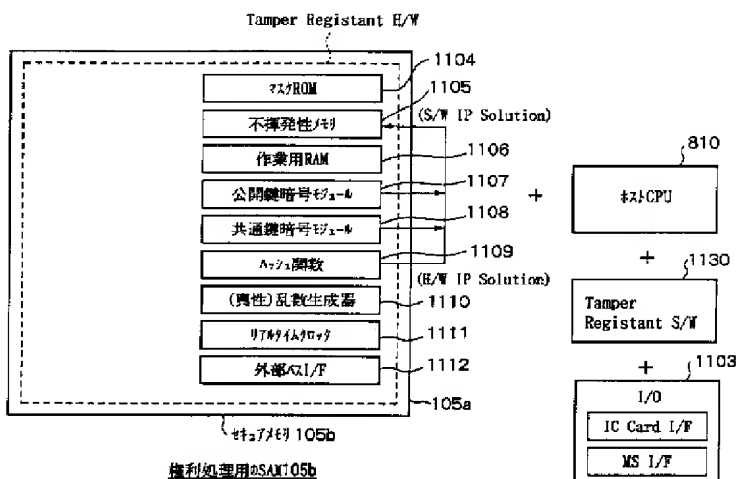 Tamper Registant H/W
1104
マスクROM
1105
不揮発性メモリ
(S/W IP Solution)
作業用RAM
1106
810
公開鍵暗号モジュール
1107
+
ホストCPU
共通鍵暗号モジュール
1108
ハッシュ関数
1109
+
1130
(H/W IP Solution)
(真性)乱数生成器
1110
Tamper
Registant S/W
リアルタイムクロック
1111
外部バスI/F
1112
+
1103
105a
I/O
IC Card I/F
セキュアメモリ 105b
MS I/F
権利処理用のSAM105b